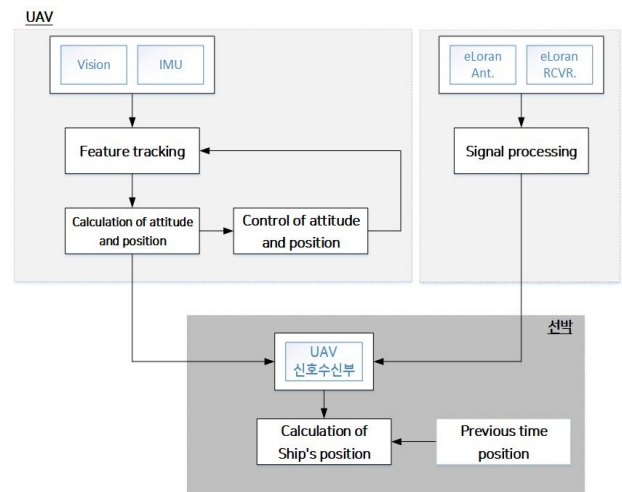 UAV
Vision
IMU
eLoran
Ant.
eLoran
RCVR.
Feature tracking
Signal processing
Calculation of attitude
and position
Control of attitude
and position
선박
UAV
신호수신부
Calculation of
Ship's position
Previous time
position